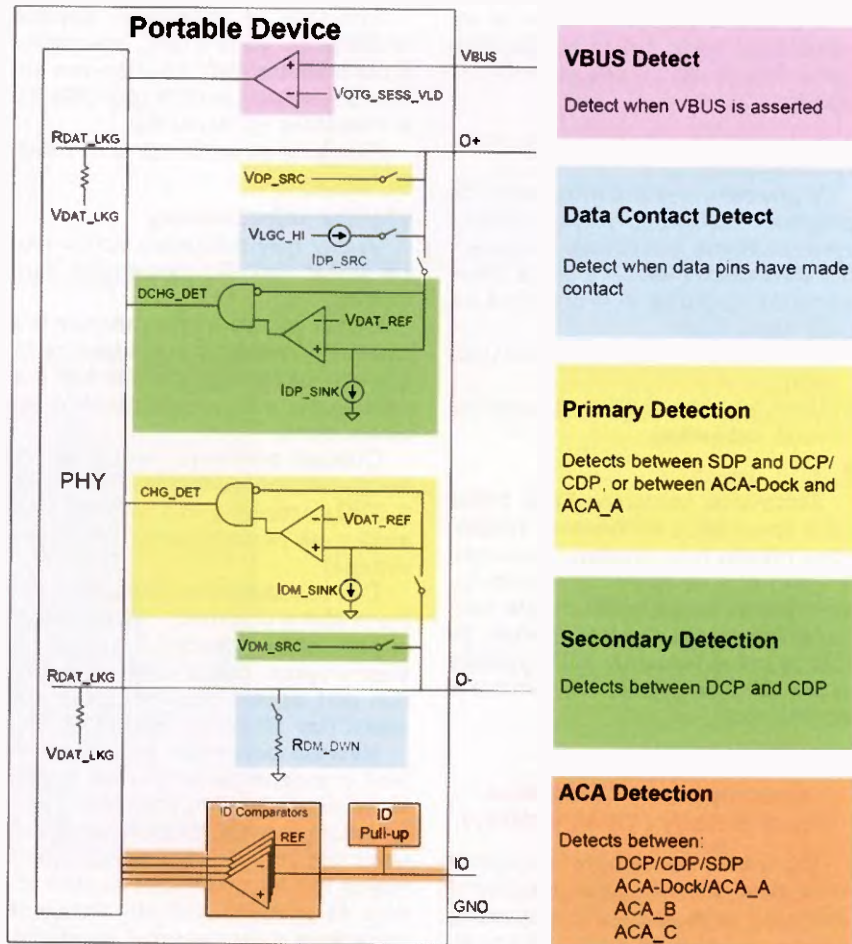 Portable Device
VBUS
VOTG_SESS_VLD
RDAT_LKG
O+
VDP_SRC
VDAT_LKG
VLGC_HI
IDP_SRC
DCHG_DET
VDAT_REF
IDP_SINK
PHY
CHG_DET
VDAT_REF
IDM_SINK
VDM_SRC
RDAT_LKG
O-
VDAT_LKG
RDM_DWN
ID Comparators
REF
ID
Pull-up
IO
GNO
VBUS Detect
Detect when VBUS is asserted
Data Contact Detect
Detect when data pins have made
contact
Primary Detection
Detects between SDP and DCP/
CDP, or between ACA-Dock and
ACA_A
Secondary Detection
Detects between DCP and CDP
ACA Detection
Detects between:
DCP/CDP/SDP
ACA-Dock/ACA_A
ACA_B
ACA_C